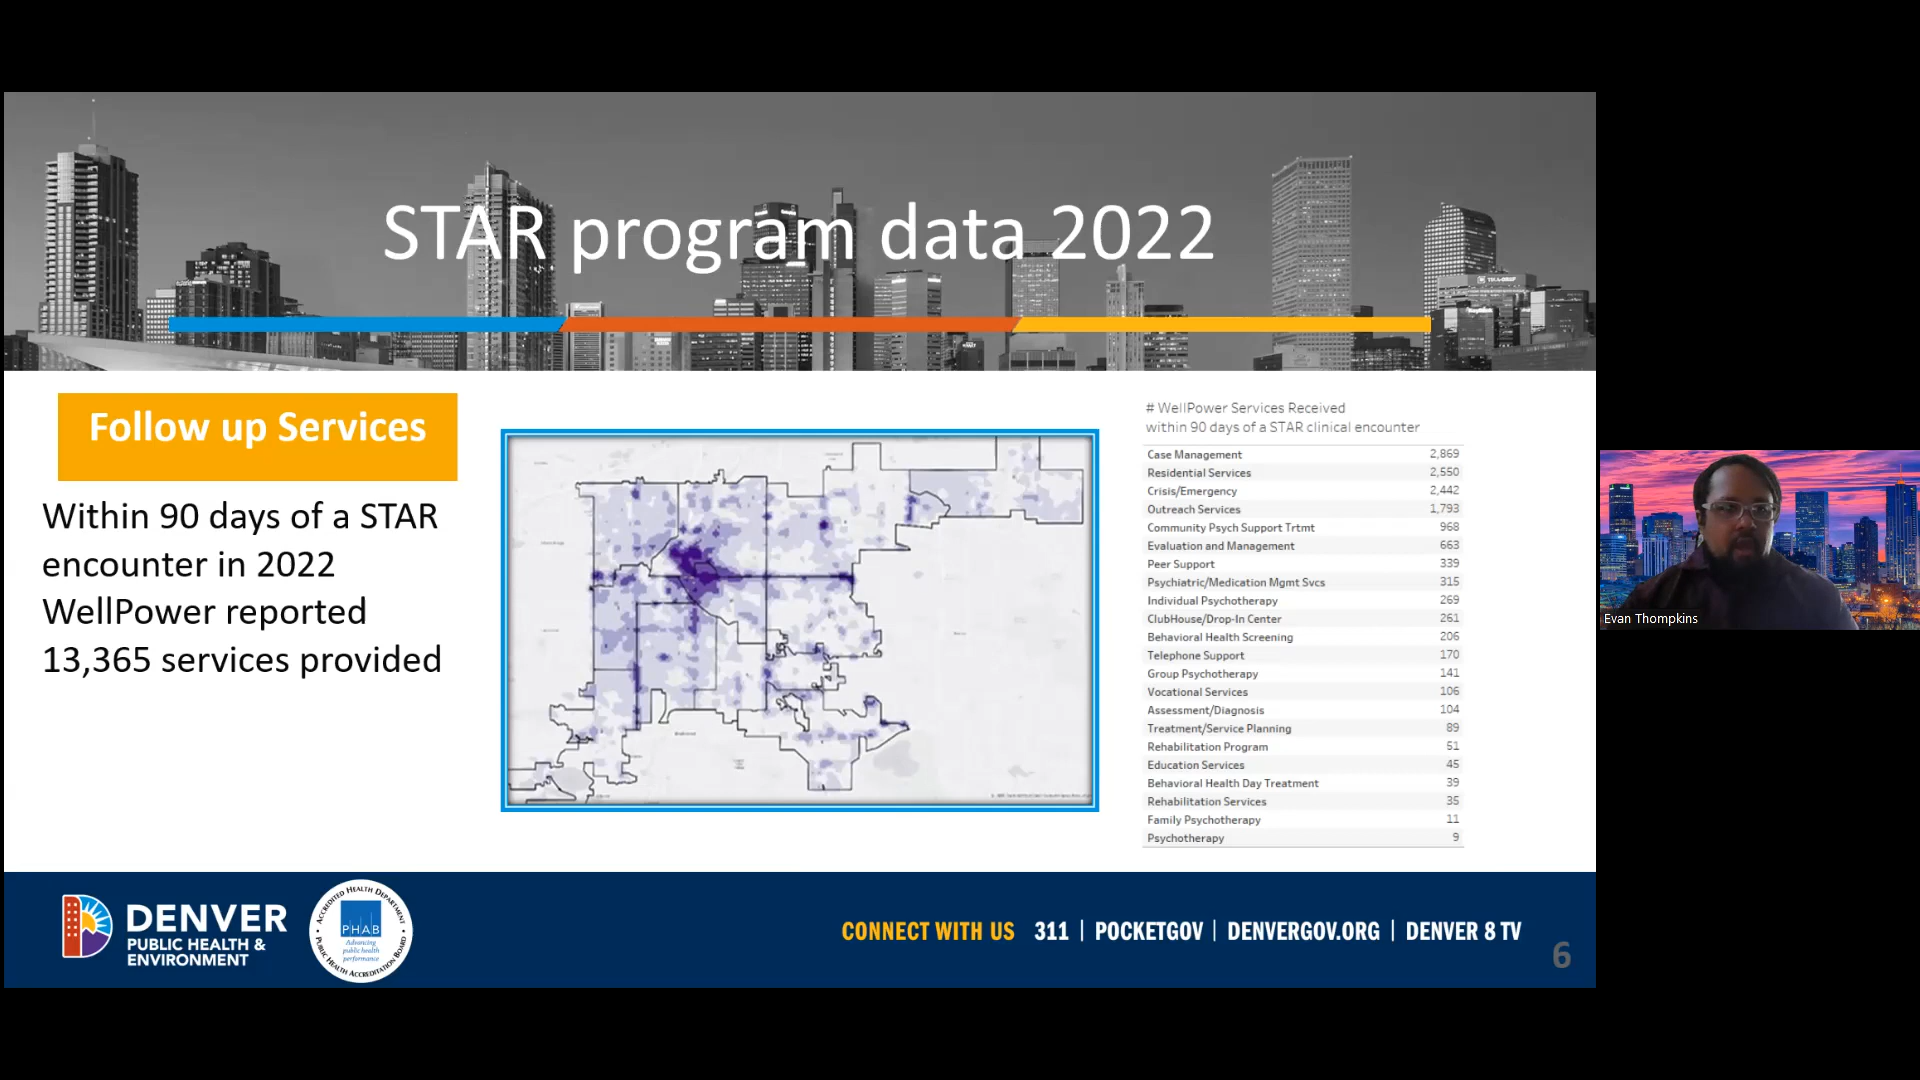 STAR program data 2022
Follow up Services
Within 90 days of a STAR
encounter in 2022
WellPower reported
13,365 services provided
# WellPower Services Received
within 90 days of a STAR clinical encounter
Case Management 2,869
Residential Services 2,550
Crisis/Emergency 2,442
Outreach Services 1,793
Community Psych Support Trtmt 968
Evaluation and Management 663
Peer Support 339
Psychiatric/Medication Mgmt Svcs 315
Individual Psychotherapy 269
ClubHouse/Drop-In Center 261
Behavioral Health Screening 206
Telephone Support 170
Group Psychotherapy 141
Vocational Services 106
Assessment/Diagnosis 104
Treatment/Service Planning 89
Rehabilitation Program 51
Education Services 45
Behavioral Health Day Treatment 39
Rehabilitation Services 35
Family Psychotherapy 11
Psychotherapy 9
Evan Thompkins
DENVER
PUBLIC HEALTH &
ENVIRONMENT
ACCREDITED HEALTH DEPARTMENT
PHAB
Advancing
public health
performance
PUBLIC HEALTH ACCREDITATION BOARD
CONNECT WITH US 311 | POCKETGOV | DENVERGOV.ORG | DENVER 8 TV
6